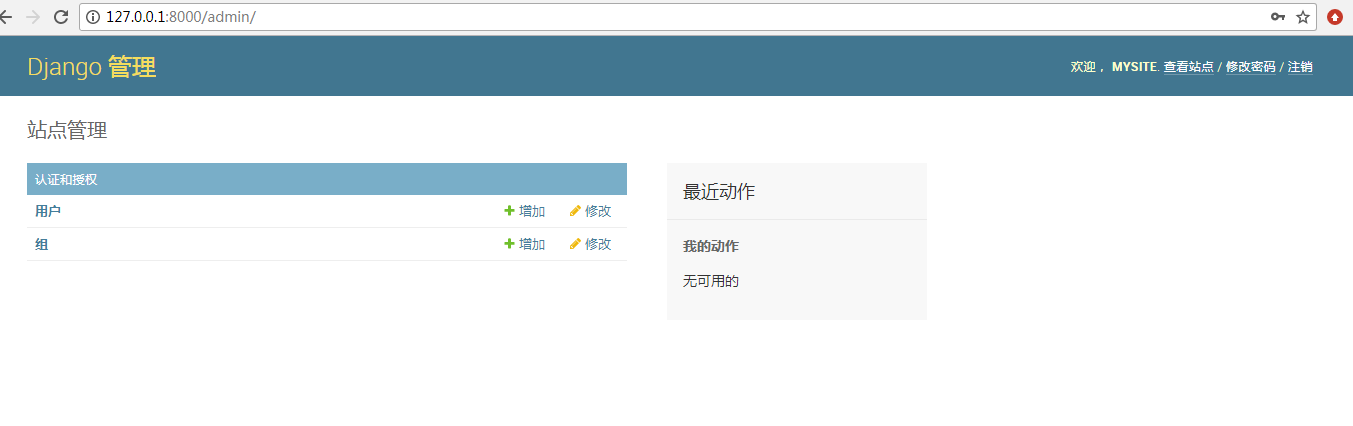 127.0.0.1:8000/admin/
Django 管理
欢迎， MYSITE. 查看站点 / 修改密码 / 注销
站点管理
认证和授权
用户 增加 修改
组 增加 修改
最近动作
我的动作
无可用的